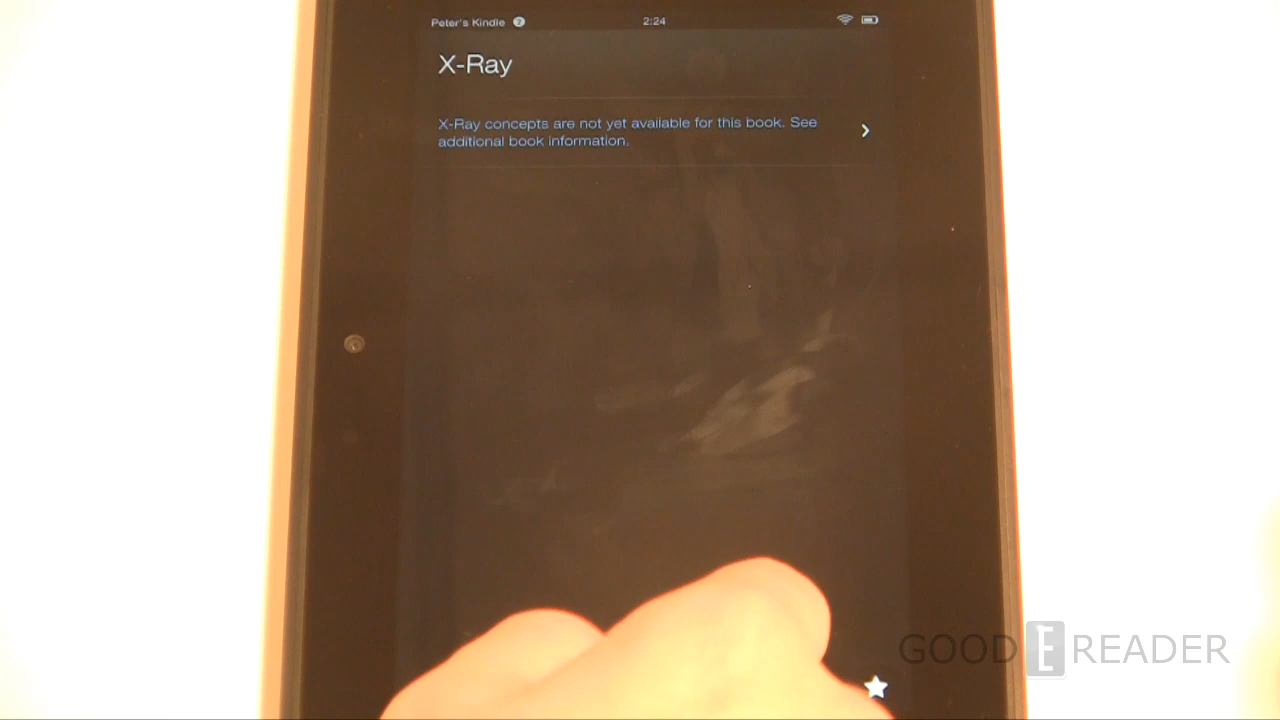 Peter's Kindle 2 2:24
X-Ray
X-Ray concepts are not yet available for this book. See
additional book information.
GOOD E READER